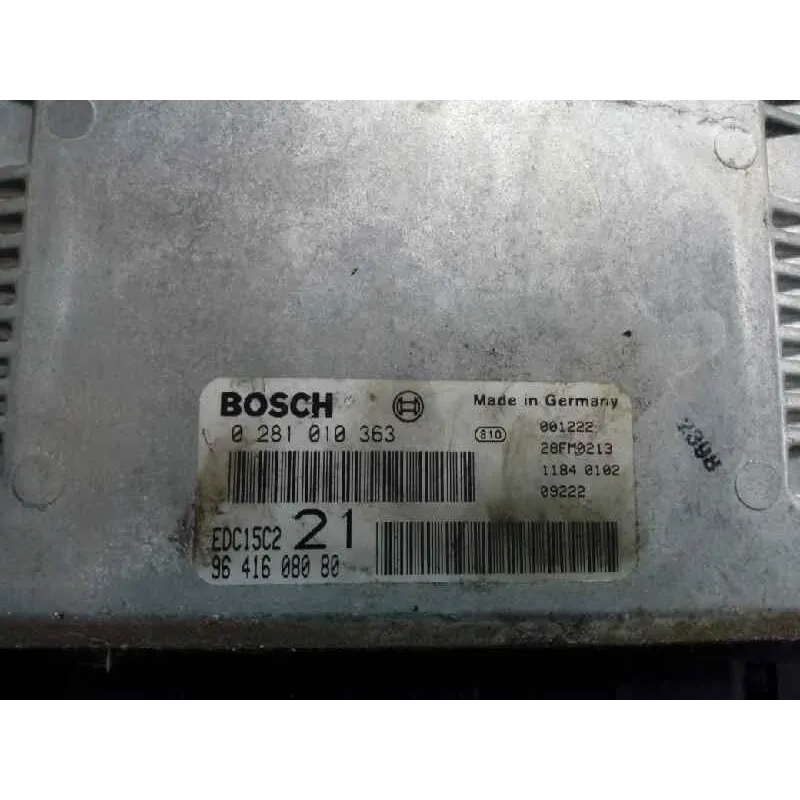 BOSCH
Made in Germany
0 281 010 363
810
001222
28FM0213
1184 0102
09222
EDC15C2 21
96 416 080 80